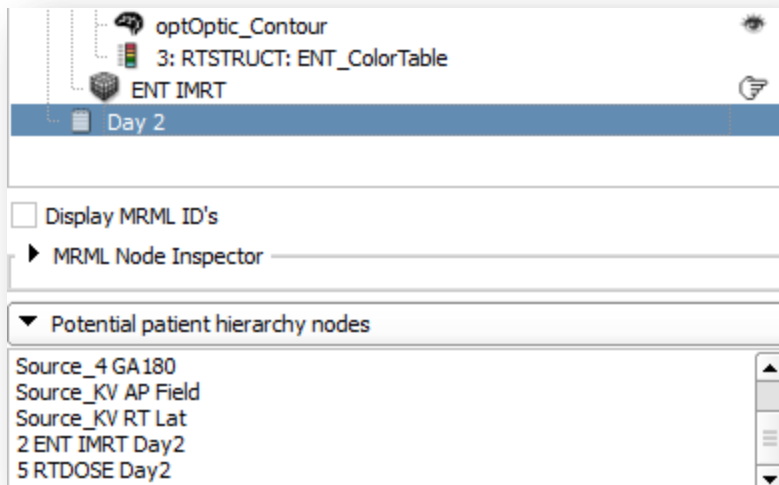 optOptic_Contour
3: RTSTRUCT: ENT_ColorTable
ENT IMRT
Day 2
Display MRML ID's
MRML Node Inspector
Potential patient hierarchy nodes
Source_4 GA180
Source_KV AP Field
Source_KV RT Lat
2 ENT IMRT Day2
5 RTDOSE Day2